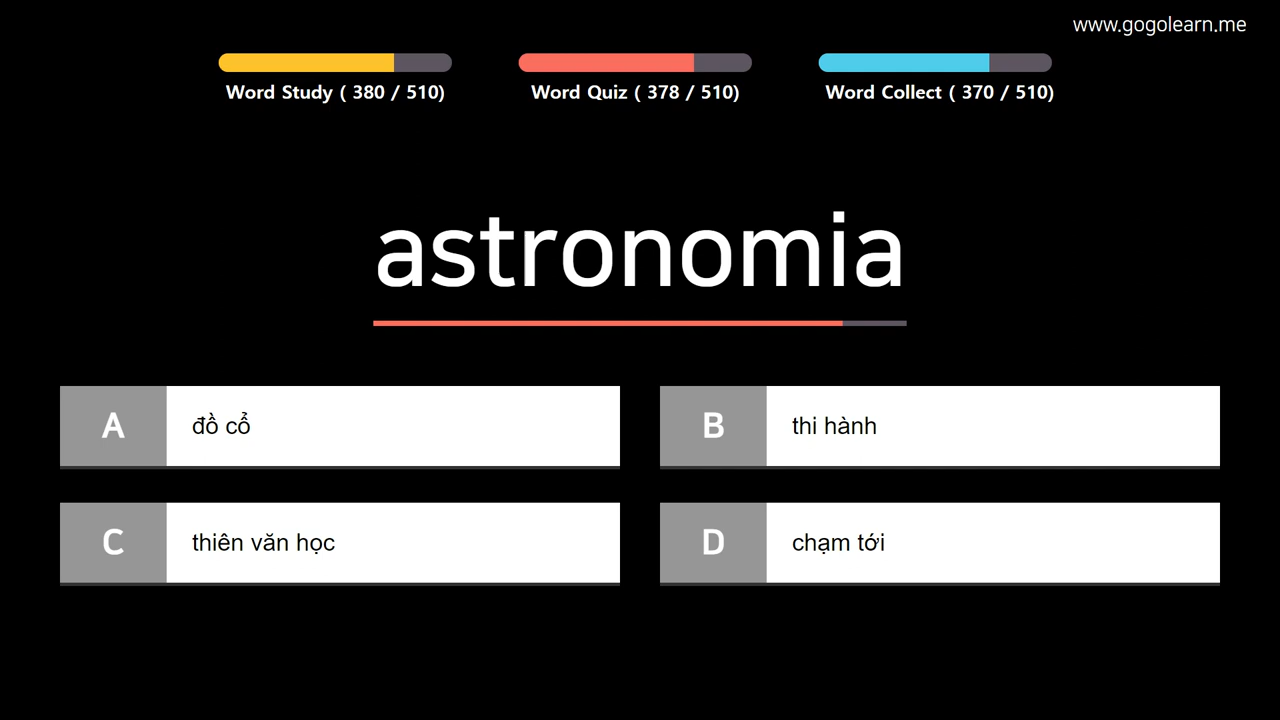 www.gogolearn.me
Word Study ( 380 / 510)
Word Quiz ( 378 / 510)
Word Collect ( 370 / 510)
astronomia
A
đồ cổ
B
thi hành
C
thiên văn học
D
chạm tới